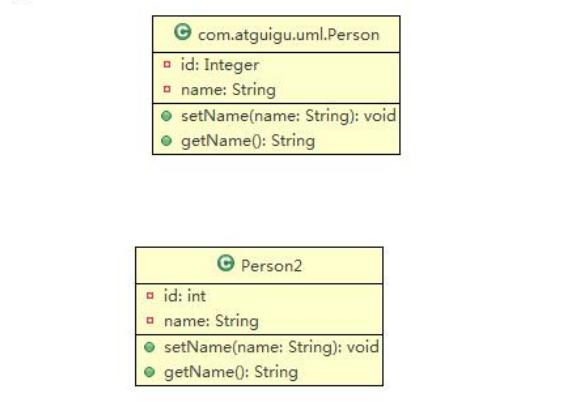 com.atguigu.uml.Person
id: Integer
name: String
setName(name: String): void
getName(): String
Person2
id: int
name: String
setName(name: String): void
getName(): String